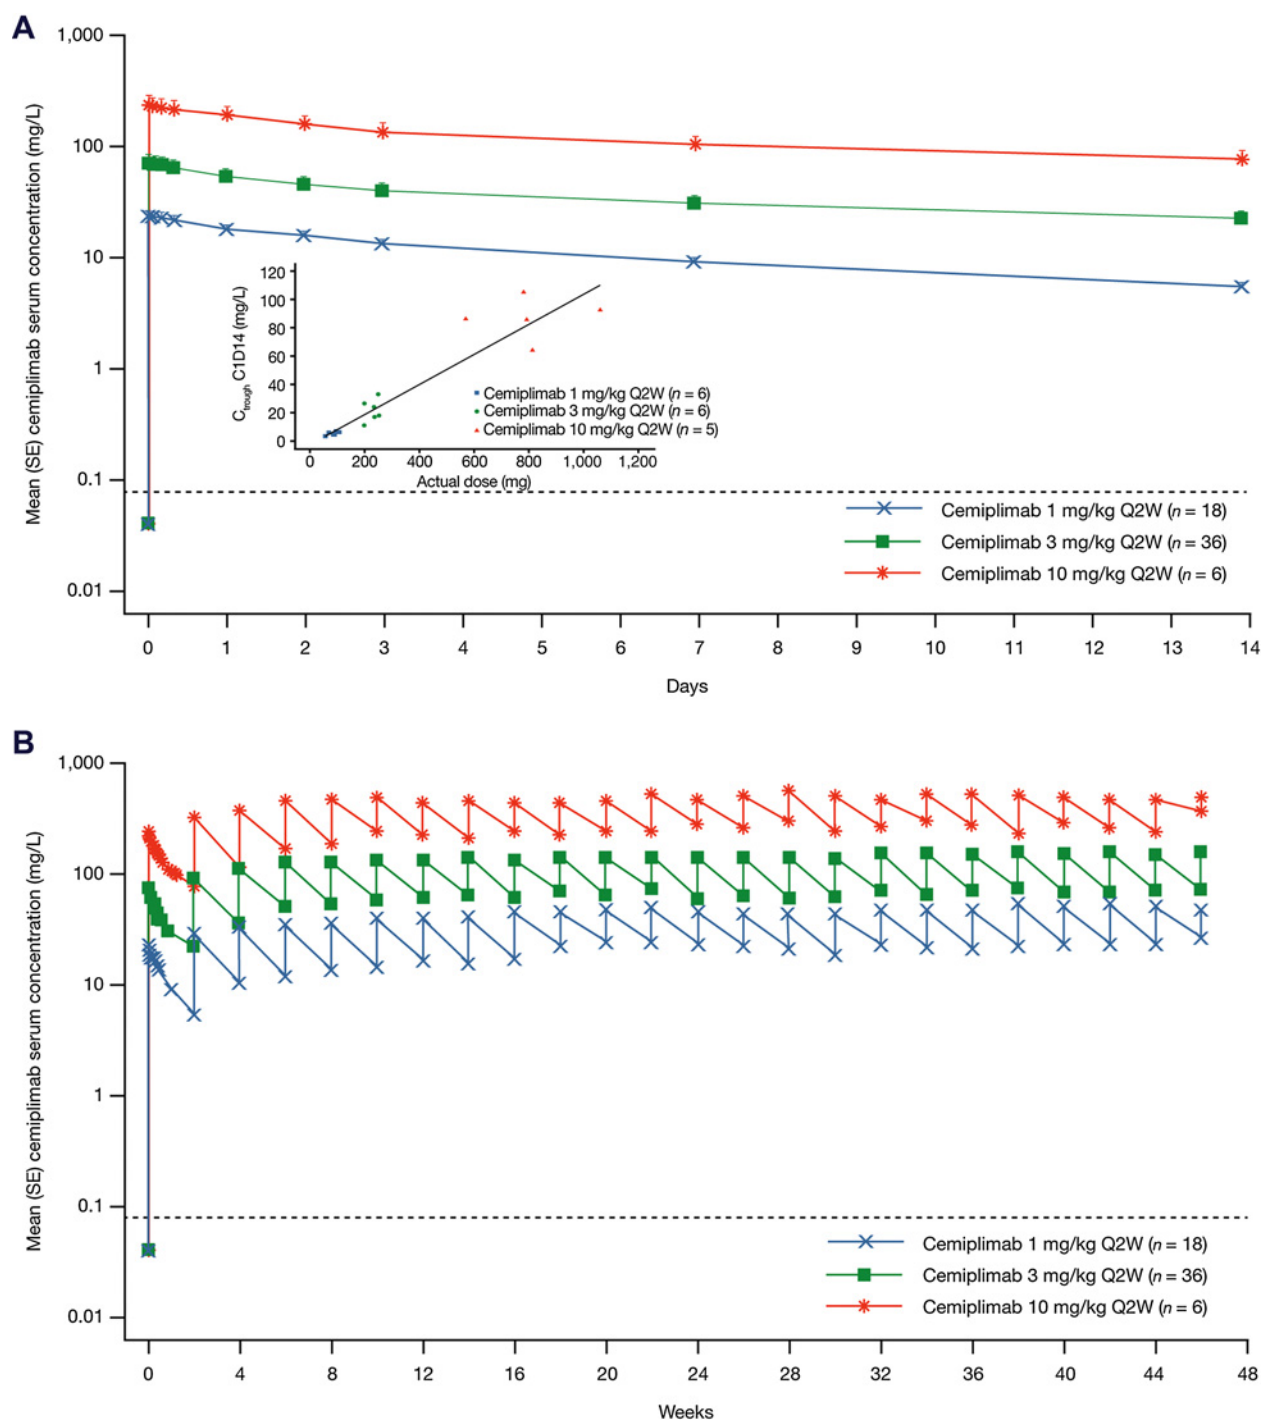 A
1,000
100
10
1
0.1
0.01
Mean (SE) cemiplimab serum concentration (mg/L)
120
100
80
60
40
20
0
C_trough C1D14 (mg/L)
Cemiplimab 1 mg/kg Q2W (n = 6)
Cemiplimab 3 mg/kg Q2W (n = 6)
Cemiplimab 10 mg/kg Q2W (n = 5)
0 200 400 600 800 1,000 1,200
Actual dose (mg)
Cemiplimab 1 mg/kg Q2W (n = 18)
Cemiplimab 3 mg/kg Q2W (n = 36)
Cemiplimab 10 mg/kg Q2W (n = 6)
0 1 2 3 4 5 6 7 8 9 10 11 12 13 14
Days
B
1,000
100
10
1
0.1
0.01
Mean (SE) cemiplimab serum concentration (mg/L)
Cemiplimab 1 mg/kg Q2W (n = 18)
Cemiplimab 3 mg/kg Q2W (n = 36)
Cemiplimab 10 mg/kg Q2W (n = 6)
0 4 8 12 16 20 24 28 32 36 40 44 48
Weeks